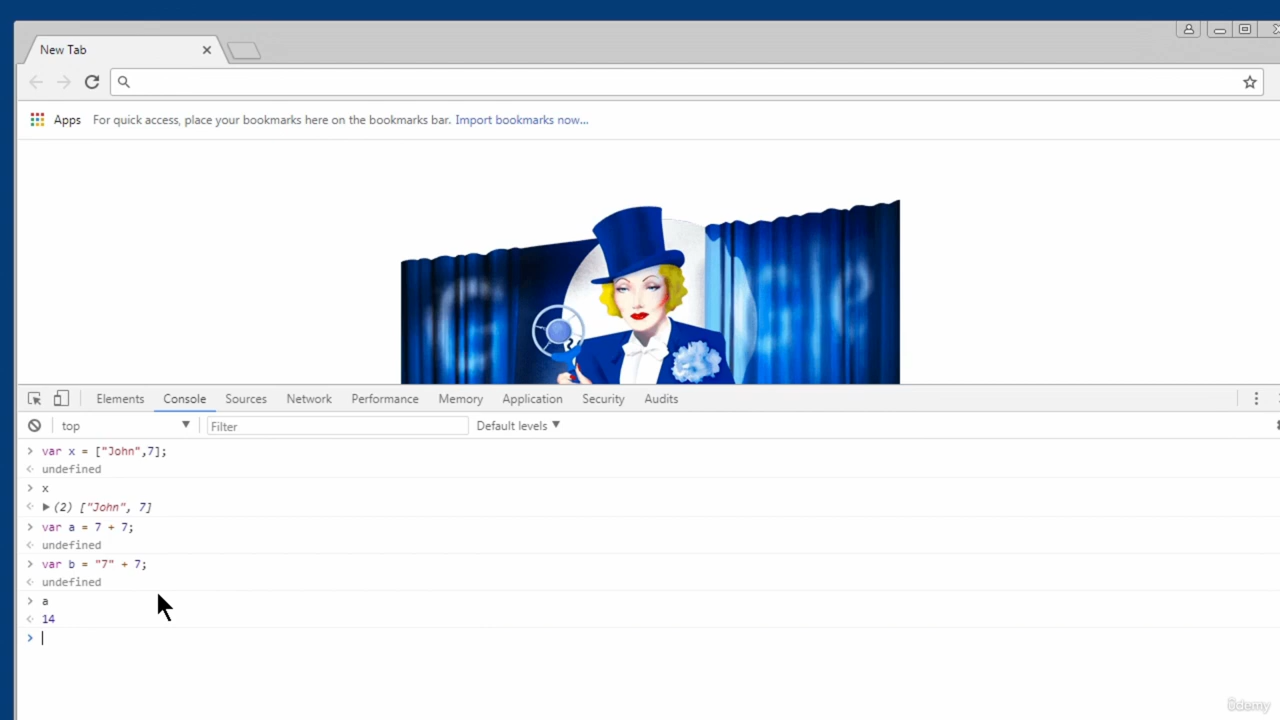 New Tab
Apps For quick access, place your bookmarks here on the bookmarks bar. Import bookmarks now...
G g e
Elements Console Sources Network Performance Memory Application Security Audits
top Filter Default levels
> var x = ["John",7];
undefined
> x
(2) ["John", 7]
> var a = 7 + 7;
undefined
> var b = "7" + 7;
undefined
> a
14
>
ûdemy